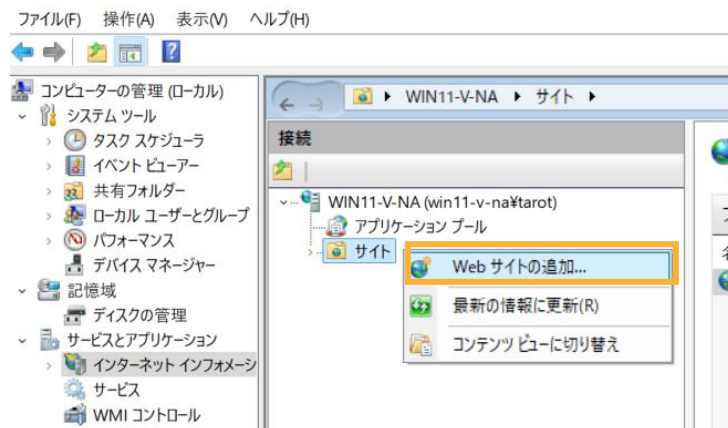 ファイル(F) 操作(A) 表示(V) ヘルプ(H)
コンピューターの管理 (ローカル)
システム ツール
タスク スケジューラ
イベント ビューアー
共有フォルダー
ローカル ユーザーとグループ
パフォーマンス
デバイス マネージャー
記憶域
ディスクの管理
サービスとアプリケーション
インターネット インフォメーシ
サービス
WMI コントロール
WIN11-V-NA サイト
接続
WIN11-V-NA (win11-v-na¥tarot)
アプリケーション プール
サイト
Web サイトの追加...
最新の情報に更新(R)
コンテンツ ビューに切り替え